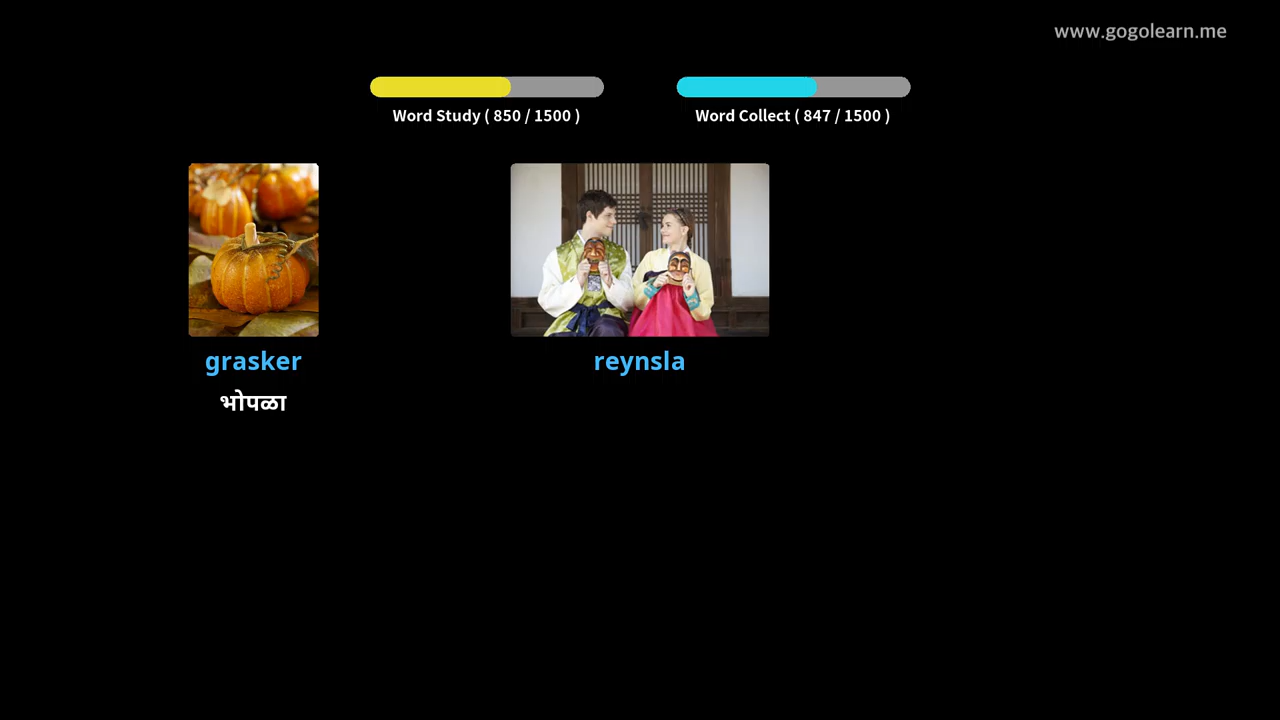 www.gogolearn.me
Word Study ( 850 / 1500 )
Word Collect ( 847 / 1500 )
grasker
reynsla
भोपळा